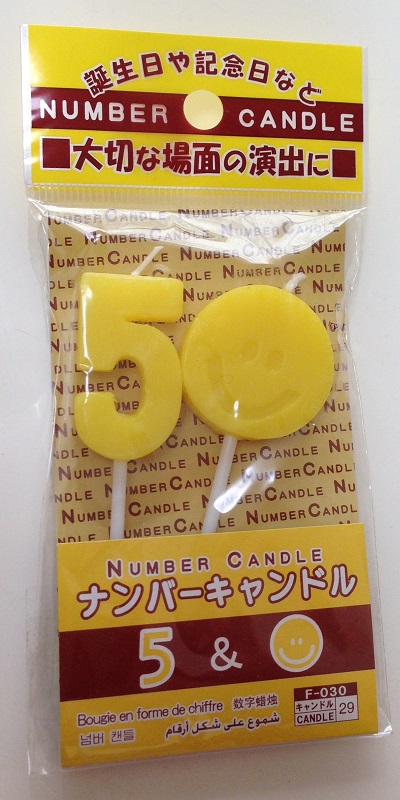 誕生日や記念日など
NUMBER CANDLE
■大切な場面の演出に■
NUMBER CANDLE
NUMBER CANDLE
ナンバーキャンドル
5 &
Bougie en forme de chiffre 数字蜡烛
넘버 캔들 شموع على شكل أرقام
F-030
キャンドル
CANDLE 29